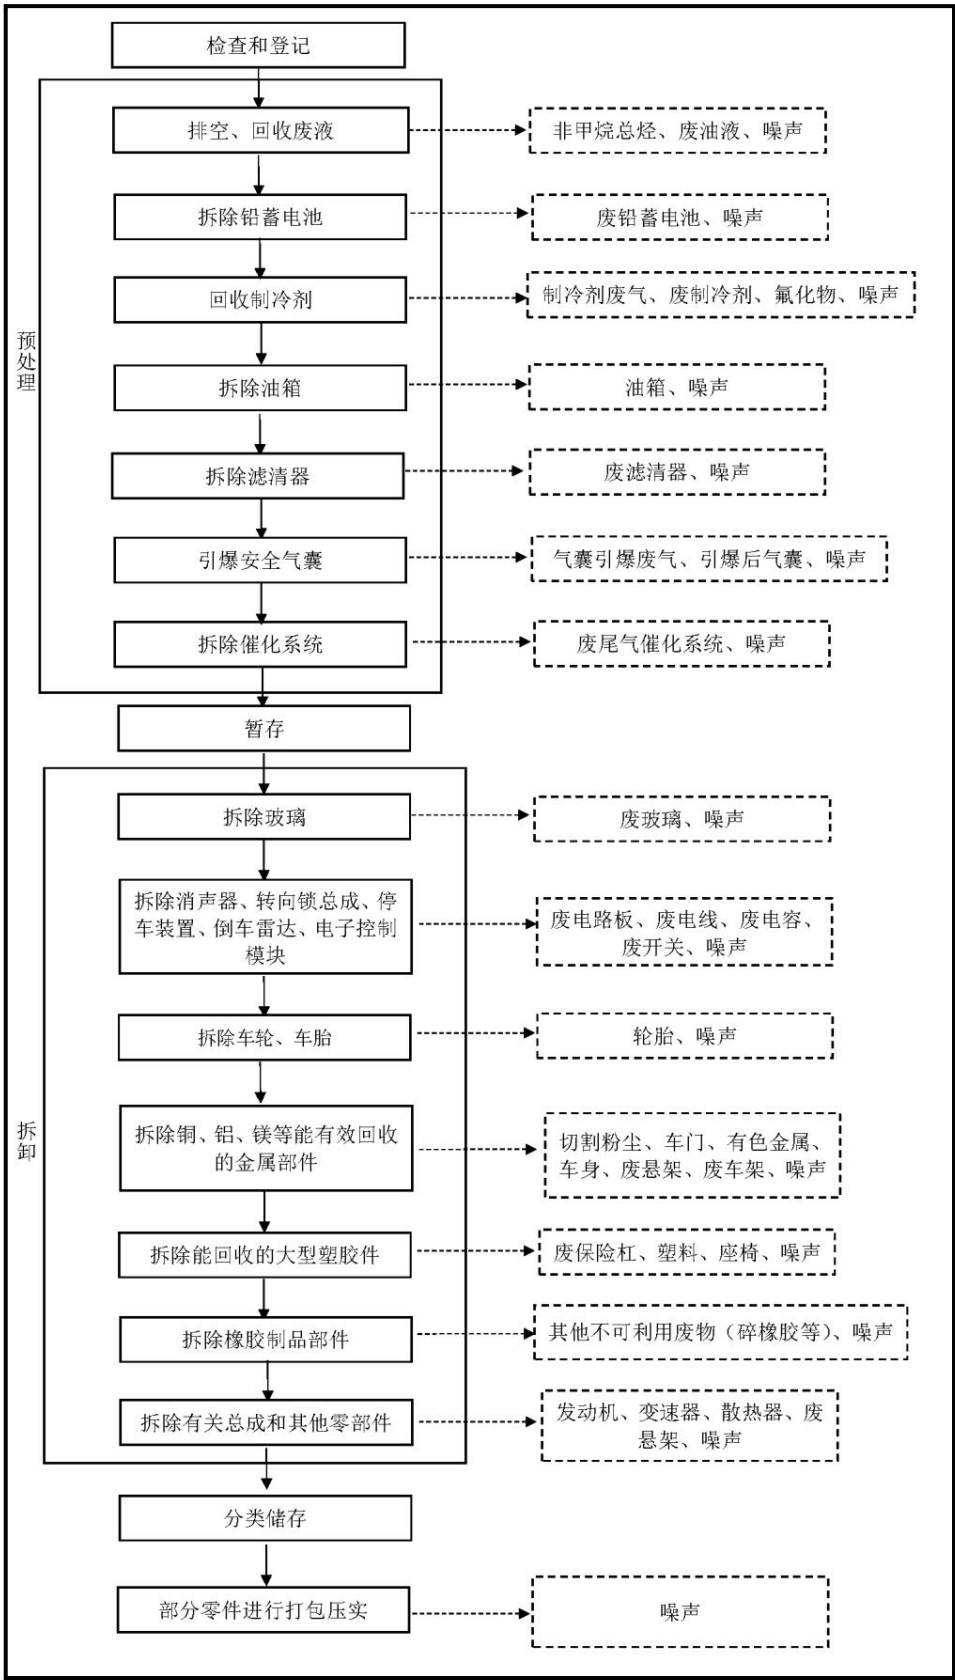 检查和登记
排空、回收废液
非甲烷总烃、废油液、噪声
拆除铅蓄电池
废铅蓄电池、噪声
回收制冷剂
制冷剂废气、废制冷剂、氟化物、噪声
预处理
拆除油箱
油箱、噪声
拆除滤清器
废滤清器、噪声
引爆安全气囊
气囊引爆废气、引爆后气囊、噪声
拆除催化系统
废尾气催化系统、噪声
暂存
拆除玻璃
废玻璃、噪声
拆除消声器、转向锁总成、停
车装置、倒车雷达、电子控制
模块
废电路板、废电线、废电容、
废开关、噪声
拆除车轮、车胎
轮胎、噪声
拆卸
拆除铜、铝、镁等能有效回收
的金属部件
切割粉尘、车门、有色金属、
车身、废悬架、废车架、噪声
拆除能回收的大型塑胶件
废保险杠、塑料、座椅、噪声
拆除橡胶制品部件
其他不可利用废物（碎橡胶等）、噪声
拆除有关总成和其他零部件
发动机、变速器、散热器、废
悬架、噪声
分类储存
部分零件进行打包压实
噪声